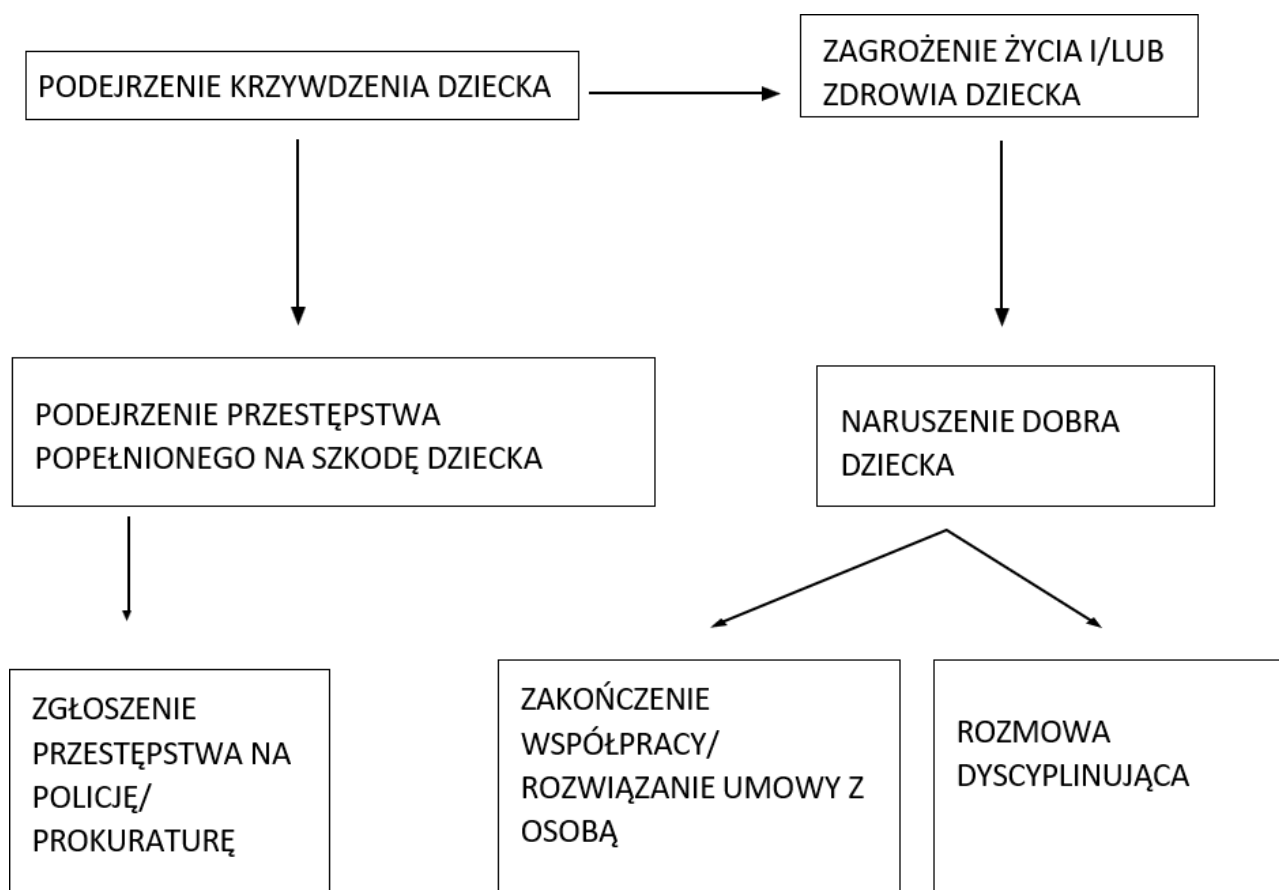 PODEJRZENIE KRZYWDZENIA DZIECKA
ZAGROŻENIE ŻYCIA I/LUB
ZDROWIA DZIECKA
PODEJRZENIE PRZESTĘPSTWA
POPEŁNIONEGO NA SZKODĘ DZIECKA
NARUSZENIE DOBRA
DZIECKA
ZGŁOSZENIE
PRZESTĘPSTWA NA
POLICJĘ/
PROKURATURĘ
ZAKOŃCZENIE
WSPÓŁPRACY/
ROZWIĄZANIE UMOWY Z
OSOBĄ
ROZMOWA
DYSCYPLINUJĄCA